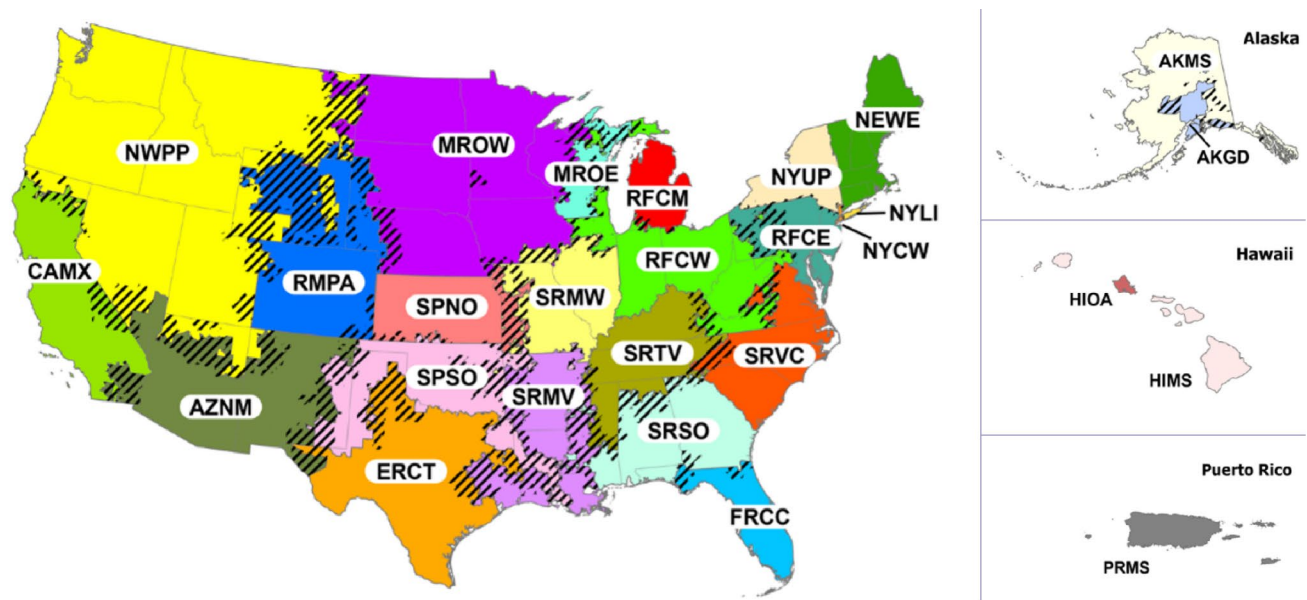 NWPP
MROW
MROE
RFCM
NEWE
NYUP
NYLI
NYCW
RFCE
RFCW
CAMX
RMPA
SPNO
SRMW
SRTV
SRVC
AZNM
SPSO
SRMV
SRSO
ERCT
FRCC
Alaska
AKMS
AKGD
Hawaii
HIOA
HIMS
Puerto Rico
PRMS